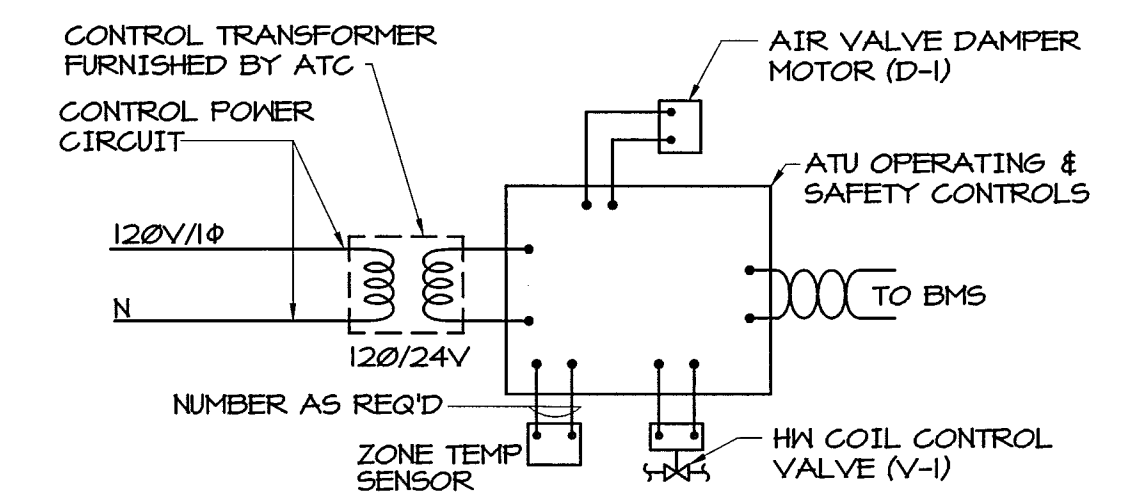 CONTROL TRANSFORMER
FURNISHED BY ATC
AIR VALVE DAMPER
MOTOR (D-1)
CONTROL POWER
CIRCUIT
ATU OPERATING &
SAFETY CONTROLS
120V/1Φ
N
TO BMS
120/24V
NUMBER AS REQ'D
ZONE TEMP
SENSOR
HW COIL CONTROL
VALVE (V-1)